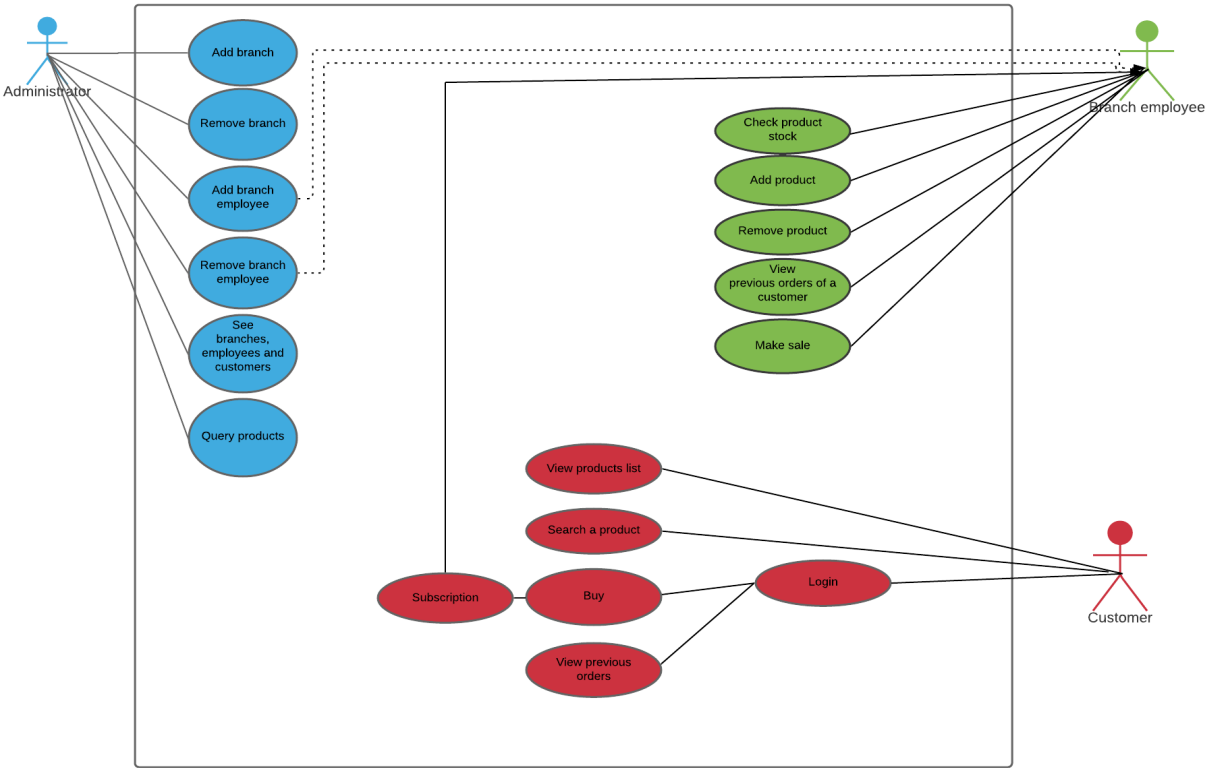 Administrator
Add branch
Remove branch
Add branch
employee
Remove branch
employee
See
branches,
employees and
customers
Query products
Branch employee
Check product
stock
Add product
Remove product
View
previous orders of a
customer
Make sale
View products list
Search a product
Subscription
Buy
Login
View previous
orders
Customer